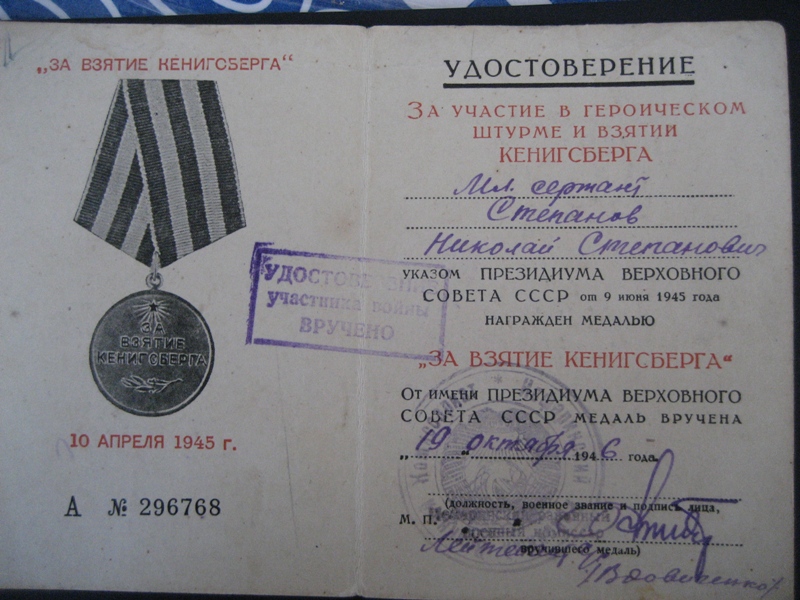 „ЗА ВЗЯТИЕ КЕНИГСБЕРГА“
ЗА
ВЗЯТИЕ
КЕНИГСБЕРГА
10 АПРЕЛЯ 1945 г.
А № 296768
УДОСТОВЕРЕНИЕ
участника войны
ВРУЧЕНО
УДОСТОВЕРЕНИЕ
ЗА УЧАСТИЕ В ГЕРОИЧЕСКОМ
ШТУРМЕ И ВЗЯТИИ
КЕНИГСБЕРГА
Мл. сержант
Степанов
Николай Степанович
УКАЗОМ ПРЕЗИДИУМА ВЕРХОВНОГО
СОВЕТА СССР от 9 июня 1945 года
НАГРАЖДЕН МЕДАЛЬЮ
„ЗА ВЗЯТИЕ КЕНИГСБЕРГА“
От имени ПРЕЗИДИУМА ВЕРХОВНОГО
СОВЕТА СССР МЕДАЛЬ ВРУЧЕНА
„19“ октября 1946 года
(должность, военное звание и подпись лица,
М. П.
вручившего медаль)